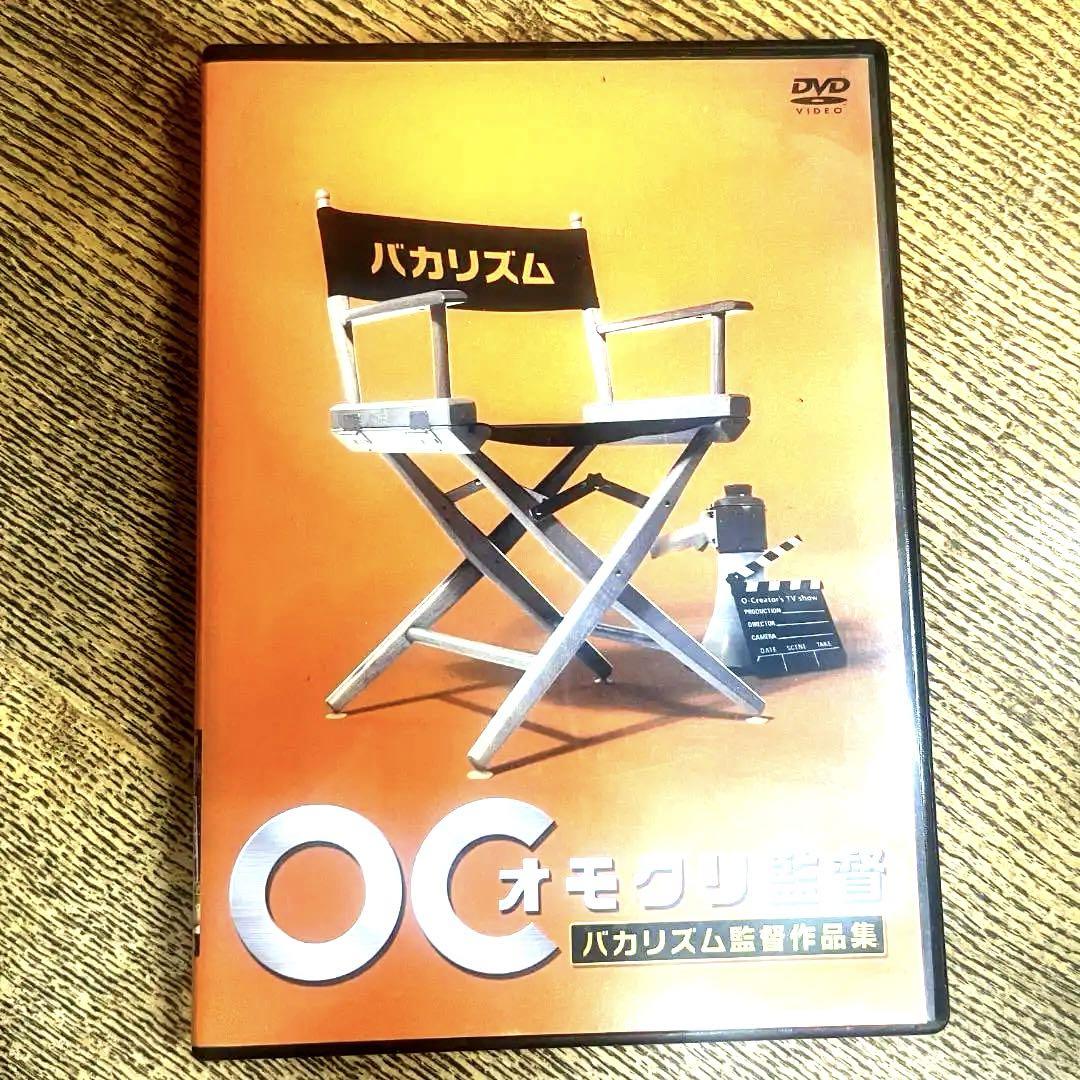 DVD
VIDEO
バカリズム
O-Creator's TV show
PRODUCTION
DIRECTOR
CAMERA
DATE SCENE TAKE
OC オモクリ監督
バカリズム監督作品集